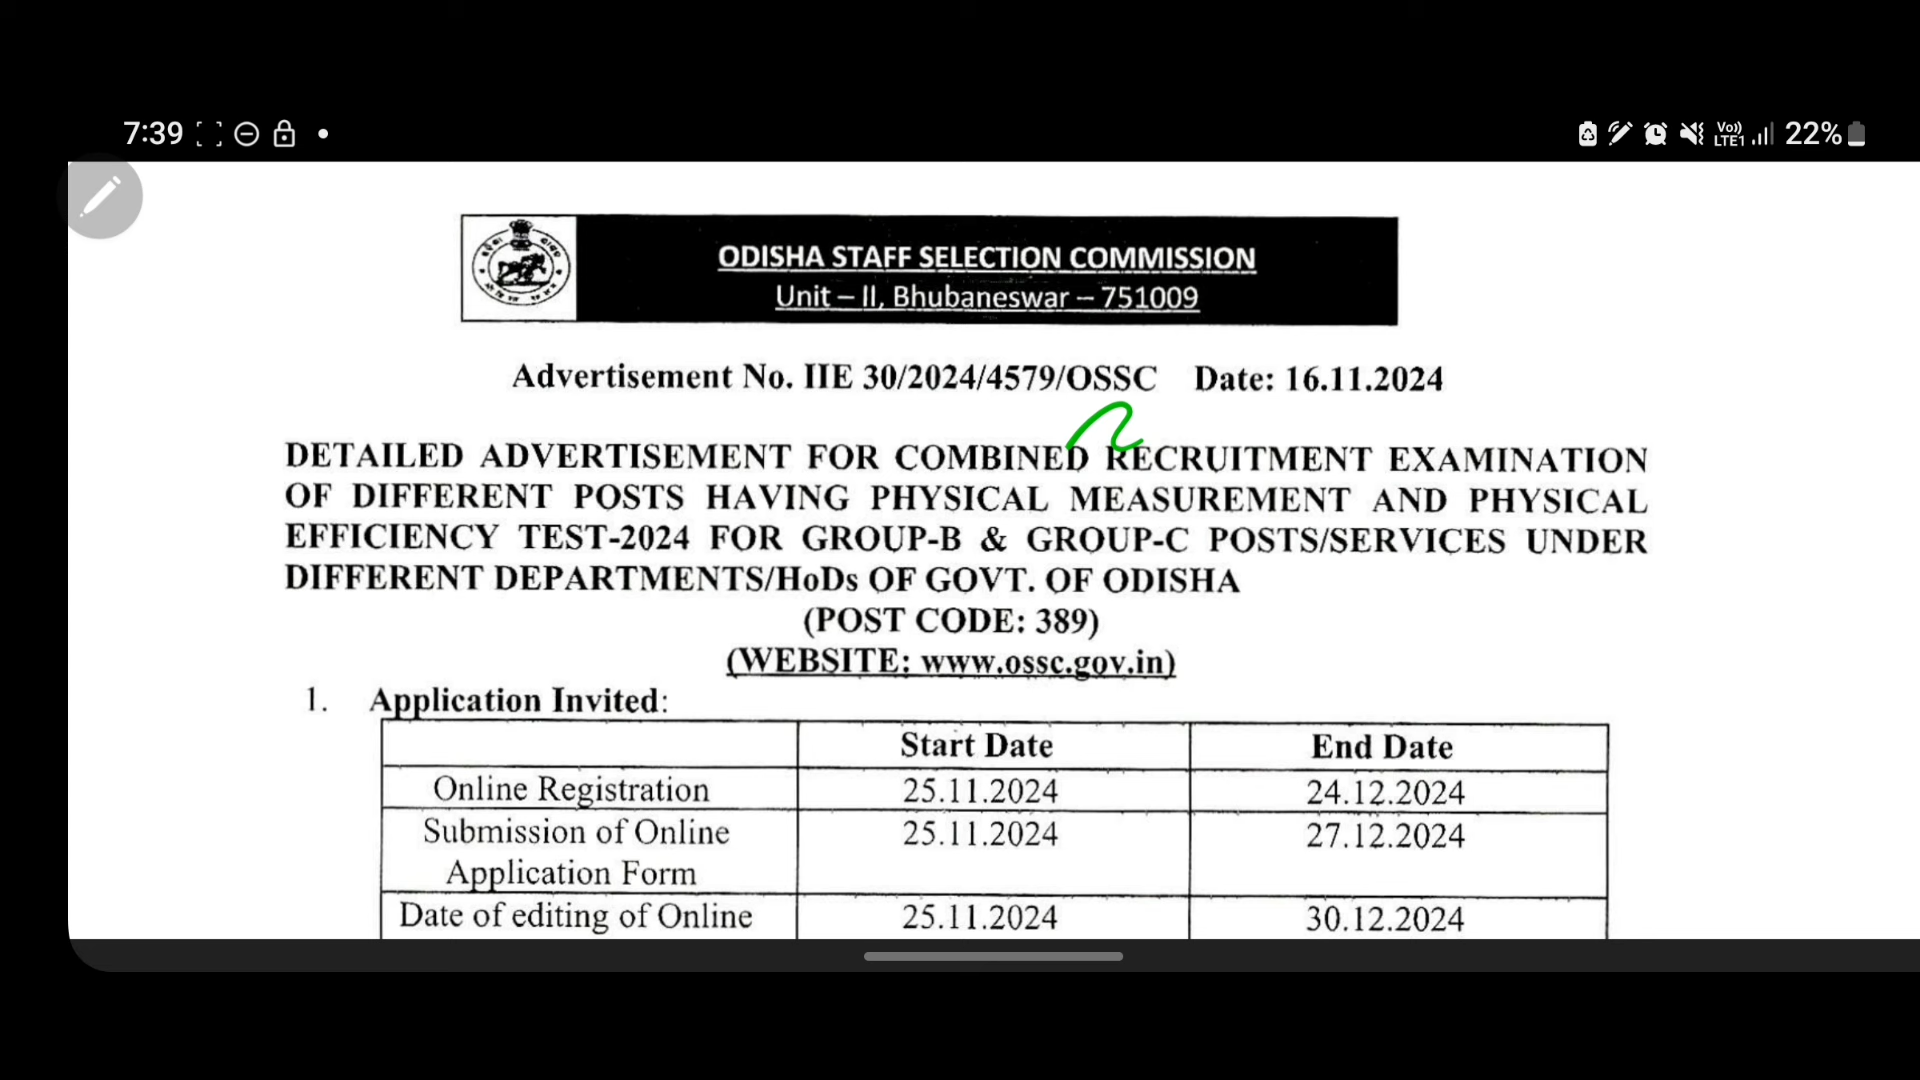 7:39
Vo)) LTE1 22%
ODISHA STAFF SELECTION COMMISSION
Unit – II, Bhubaneswar – 751009
Advertisement No. IIE 30/2024/4579/OSSC Date: 16.11.2024
DETAILED ADVERTISEMENT FOR COMBINED RECRUITMENT EXAMINATION
OF DIFFERENT POSTS HAVING PHYSICAL MEASUREMENT AND PHYSICAL
EFFICIENCY TEST-2024 FOR GROUP-B & GROUP-C POSTS/SERVICES UNDER
DIFFERENT DEPARTMENTS/HoDs OF GOVT. OF ODISHA
(POST CODE: 389)
(WEBSITE: www.ossc.gov.in)
1. Application Invited:
Start Date End Date
Online Registration 25.11.2024 24.12.2024
Submission of Online 25.11.2024 27.12.2024
Application Form
Date of editing of Online 25.11.2024 30.12.2024